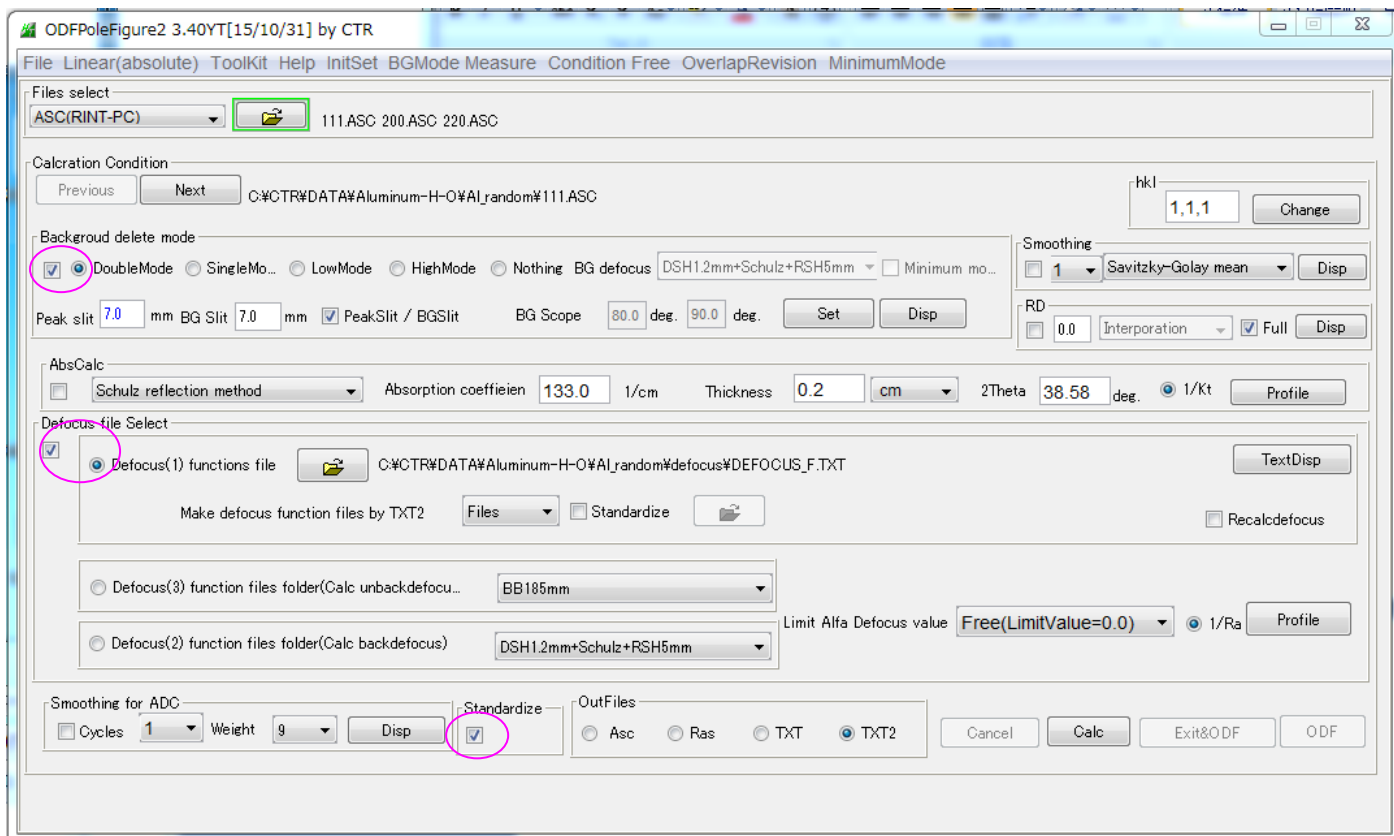 ODFPoleFigure2 3.40YT[15/10/31] by CTR
File Linear(absolute) ToolKit Help InitSet BGMode Measure Condition Free OverlapRevision MinimumMode
Files select
ASC(RINT-PC) 111.ASC 200.ASC 220.ASC
Calcration Condition
Previous Next C:¥CTR¥DATA¥Aluminum-H-O¥Al_random¥111.ASC
hkl
1,1,1 Change
Backgroud delete mode
DoubleMode SingleMo... LowMode HighMode Nothing BG defocus DSH1.2mm+Schulz+RSH5mm Minimum mo...
Peak slit 7.0 mm BG Slit 7.0 mm PeakSlit / BGSlit BG Scope 80.0 deg. 90.0 deg. Set Disp
Smoothing
1 Savitzky-Golay mean Disp
RD
0.0 Interporation Full Disp
AbsCalc
Schulz reflection method Absorption coeffieien 133.0 1/cm Thickness 0.2 cm 2Theta 38.58 deg. 1/Kt Profile
Defocus file Select
Defocus(1) functions file C:¥CTR¥DATA¥Aluminum-H-O¥Al_random¥defocus¥DEFOCUS_F.TXT TextDisp
Make defocus function files by TXT2 Files Standardize Recalcdefocus
Defocus(3) function files folder(Calc unbackdefocu... BB185mm
Limit Alfa Defocus value Free(LimitValue=0.0) 1/Ra Profile
Defocus(2) function files folder(Calc backdefocus) DSH1.2mm+Schulz+RSH5mm
Smoothing for ADC
Cycles 1 Weight 9 Disp
Standardize
OutFiles
Asc Ras TXT TXT2
Cancel Calc Exit&ODF ODF